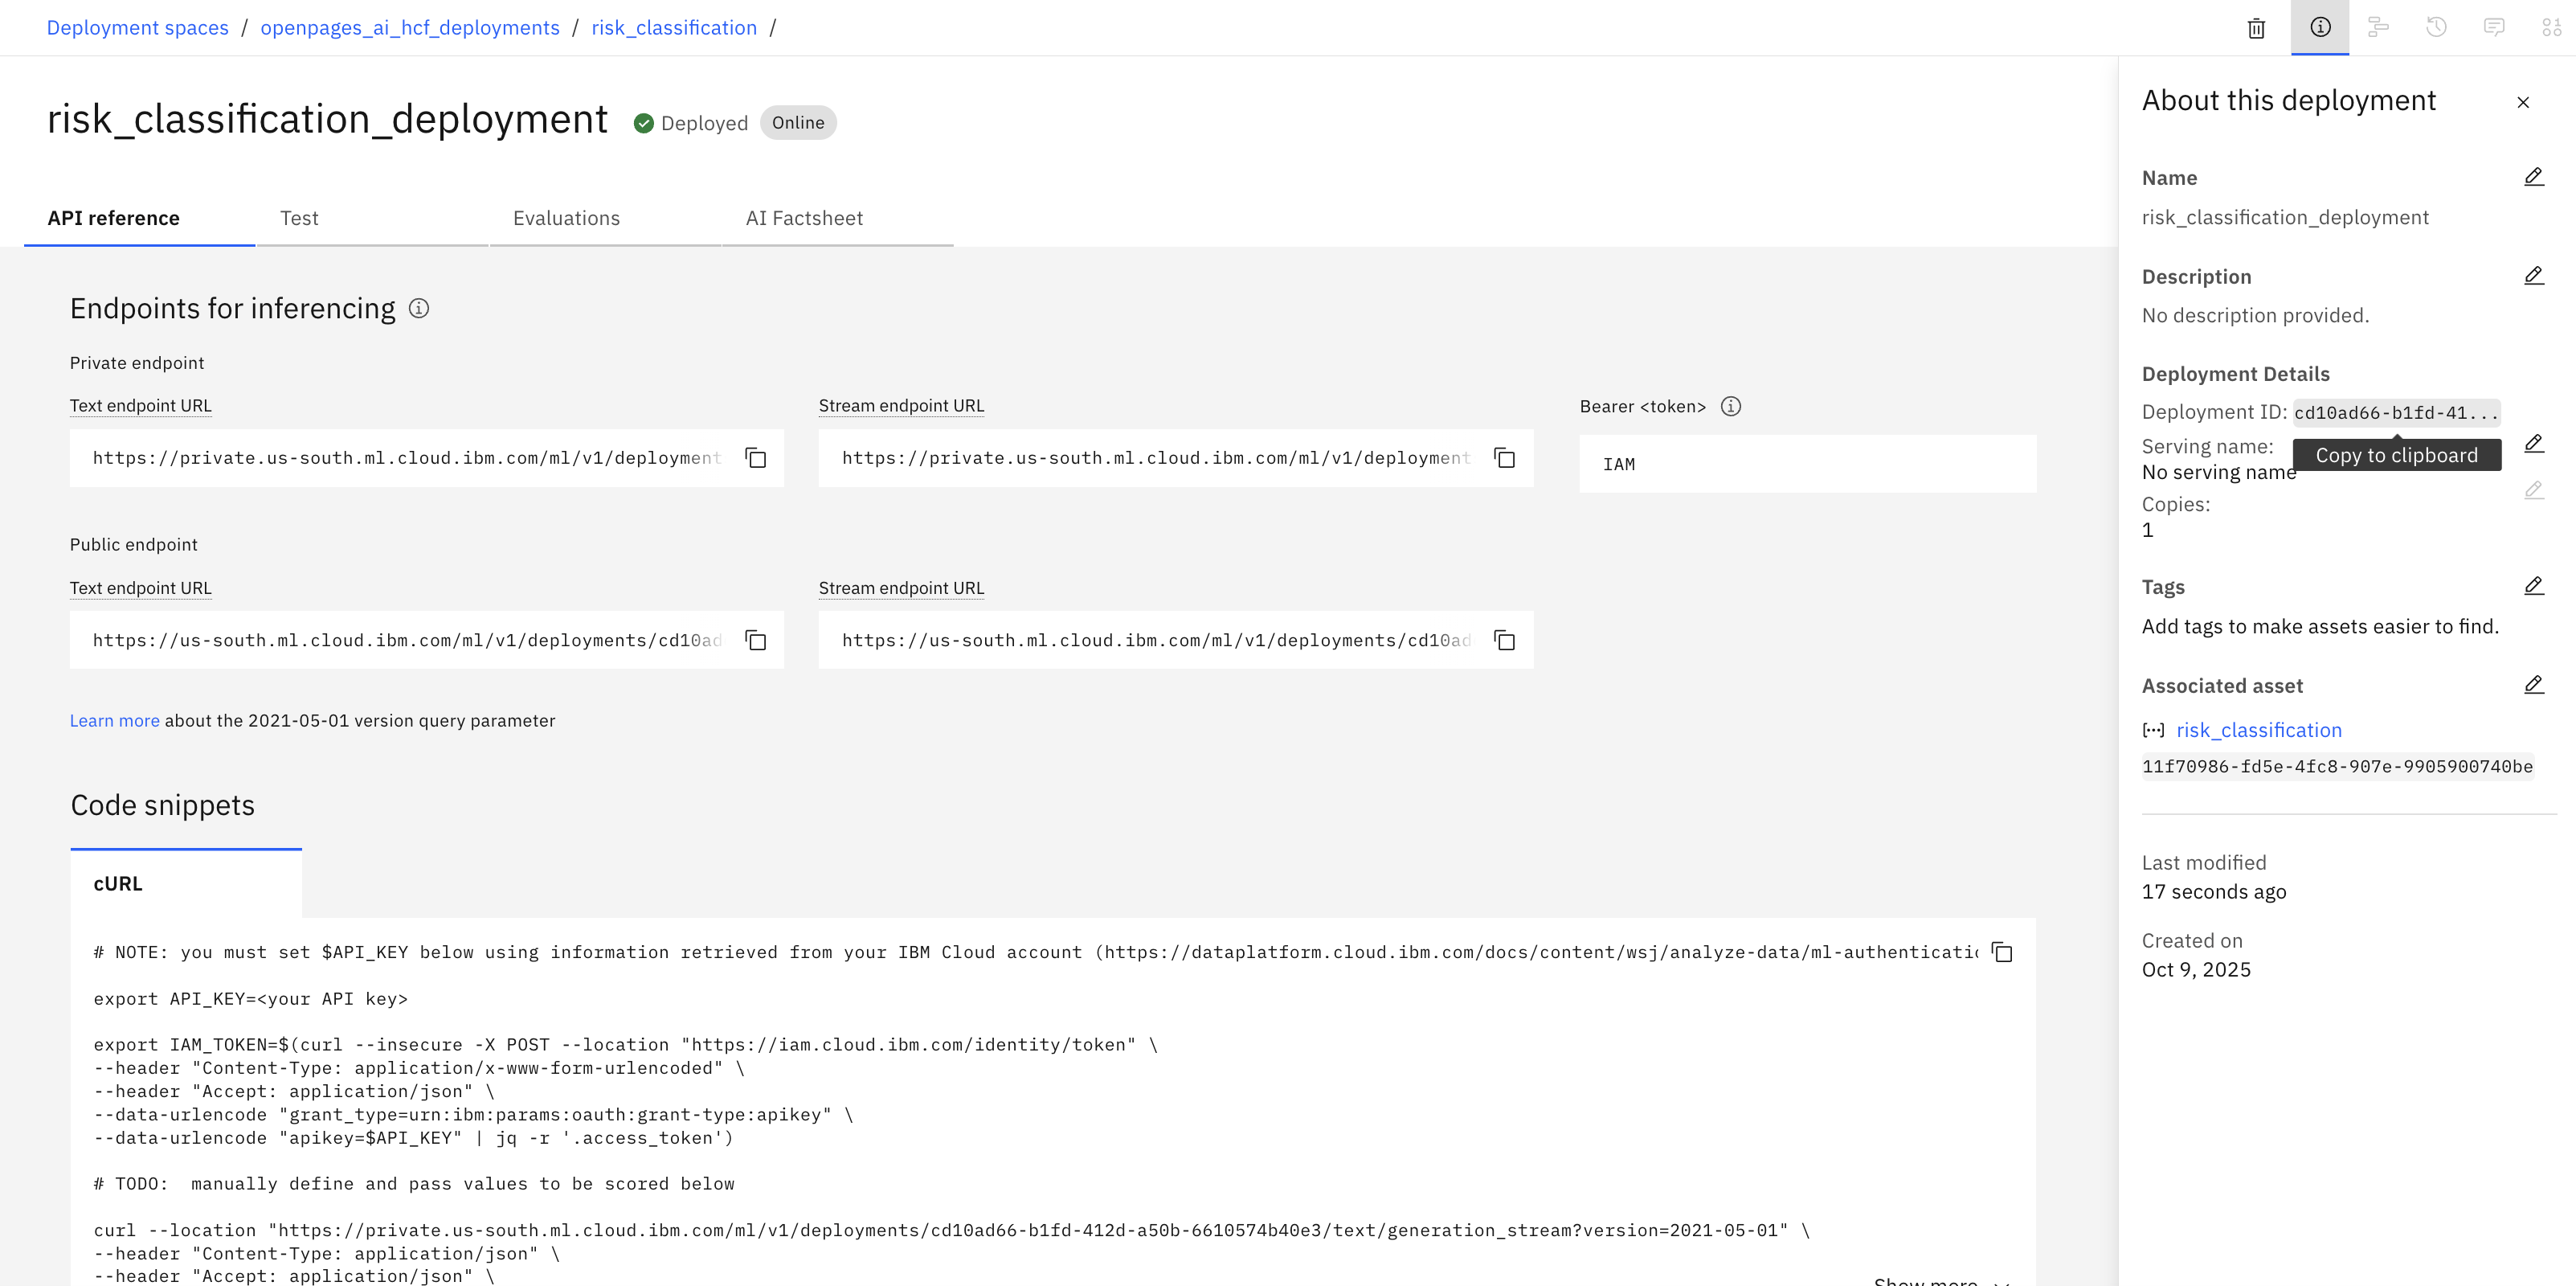 Deployment spaces / openpages_ai_hcf_deployments / risk_classification /
risk_classification_deployment Deployed Online
API reference Test Evaluations AI Factsheet
Endpoints for inferencing
Private endpoint
Text endpoint URL Stream endpoint URL Bearer <token>
https://private.us-south.ml.cloud.ibm.com/ml/v1/deployment https://private.us-south.ml.cloud.ibm.com/ml/v1/deployment IAM
Public endpoint
Text endpoint URL Stream endpoint URL
https://us-south.ml.cloud.ibm.com/ml/v1/deployments/cd10ad https://us-south.ml.cloud.ibm.com/ml/v1/deployments/cd10ad
Learn more about the 2021-05-01 version query parameter
Code snippets
cURL
# NOTE: you must set $API_KEY below using information retrieved from your IBM Cloud account (https://dataplatform.cloud.ibm.com/docs/content/wsj/analyze-data/ml-authenticatic
export API_KEY=<your API key>
export IAM_TOKEN=$(curl --insecure -X POST --location "https://iam.cloud.ibm.com/identity/token" \
--header "Content-Type: application/x-www-form-urlencoded" \
--header "Accept: application/json" \
--data-urlencode "grant_type=urn:ibm:params:oauth:grant-type:apikey" \
--data-urlencode "apikey=$API_KEY" | jq -r '.access_token')
# TODO:  manually define and pass values to be scored below
curl --location "https://private.us-south.ml.cloud.ibm.com/ml/v1/deployments/cd10ad66-b1fd-412d-a50b-6610574b40e3/text/generation_stream?version=2021-05-01" \
--header "Content-Type: application/json" \
--header "Accept: application/json" \
Show more
About this deployment
Name
risk_classification_deployment
Description
No description provided.
Deployment Details
Deployment ID: cd10ad66-b1fd-41...
Copy to clipboard
Serving name:
No serving name
Copies:
1
Tags
Add tags to make assets easier to find.
Associated asset
risk_classification
11f70986-fd5e-4fc8-907e-9905900740be
Last modified
17 seconds ago
Created on
Oct 9, 2025